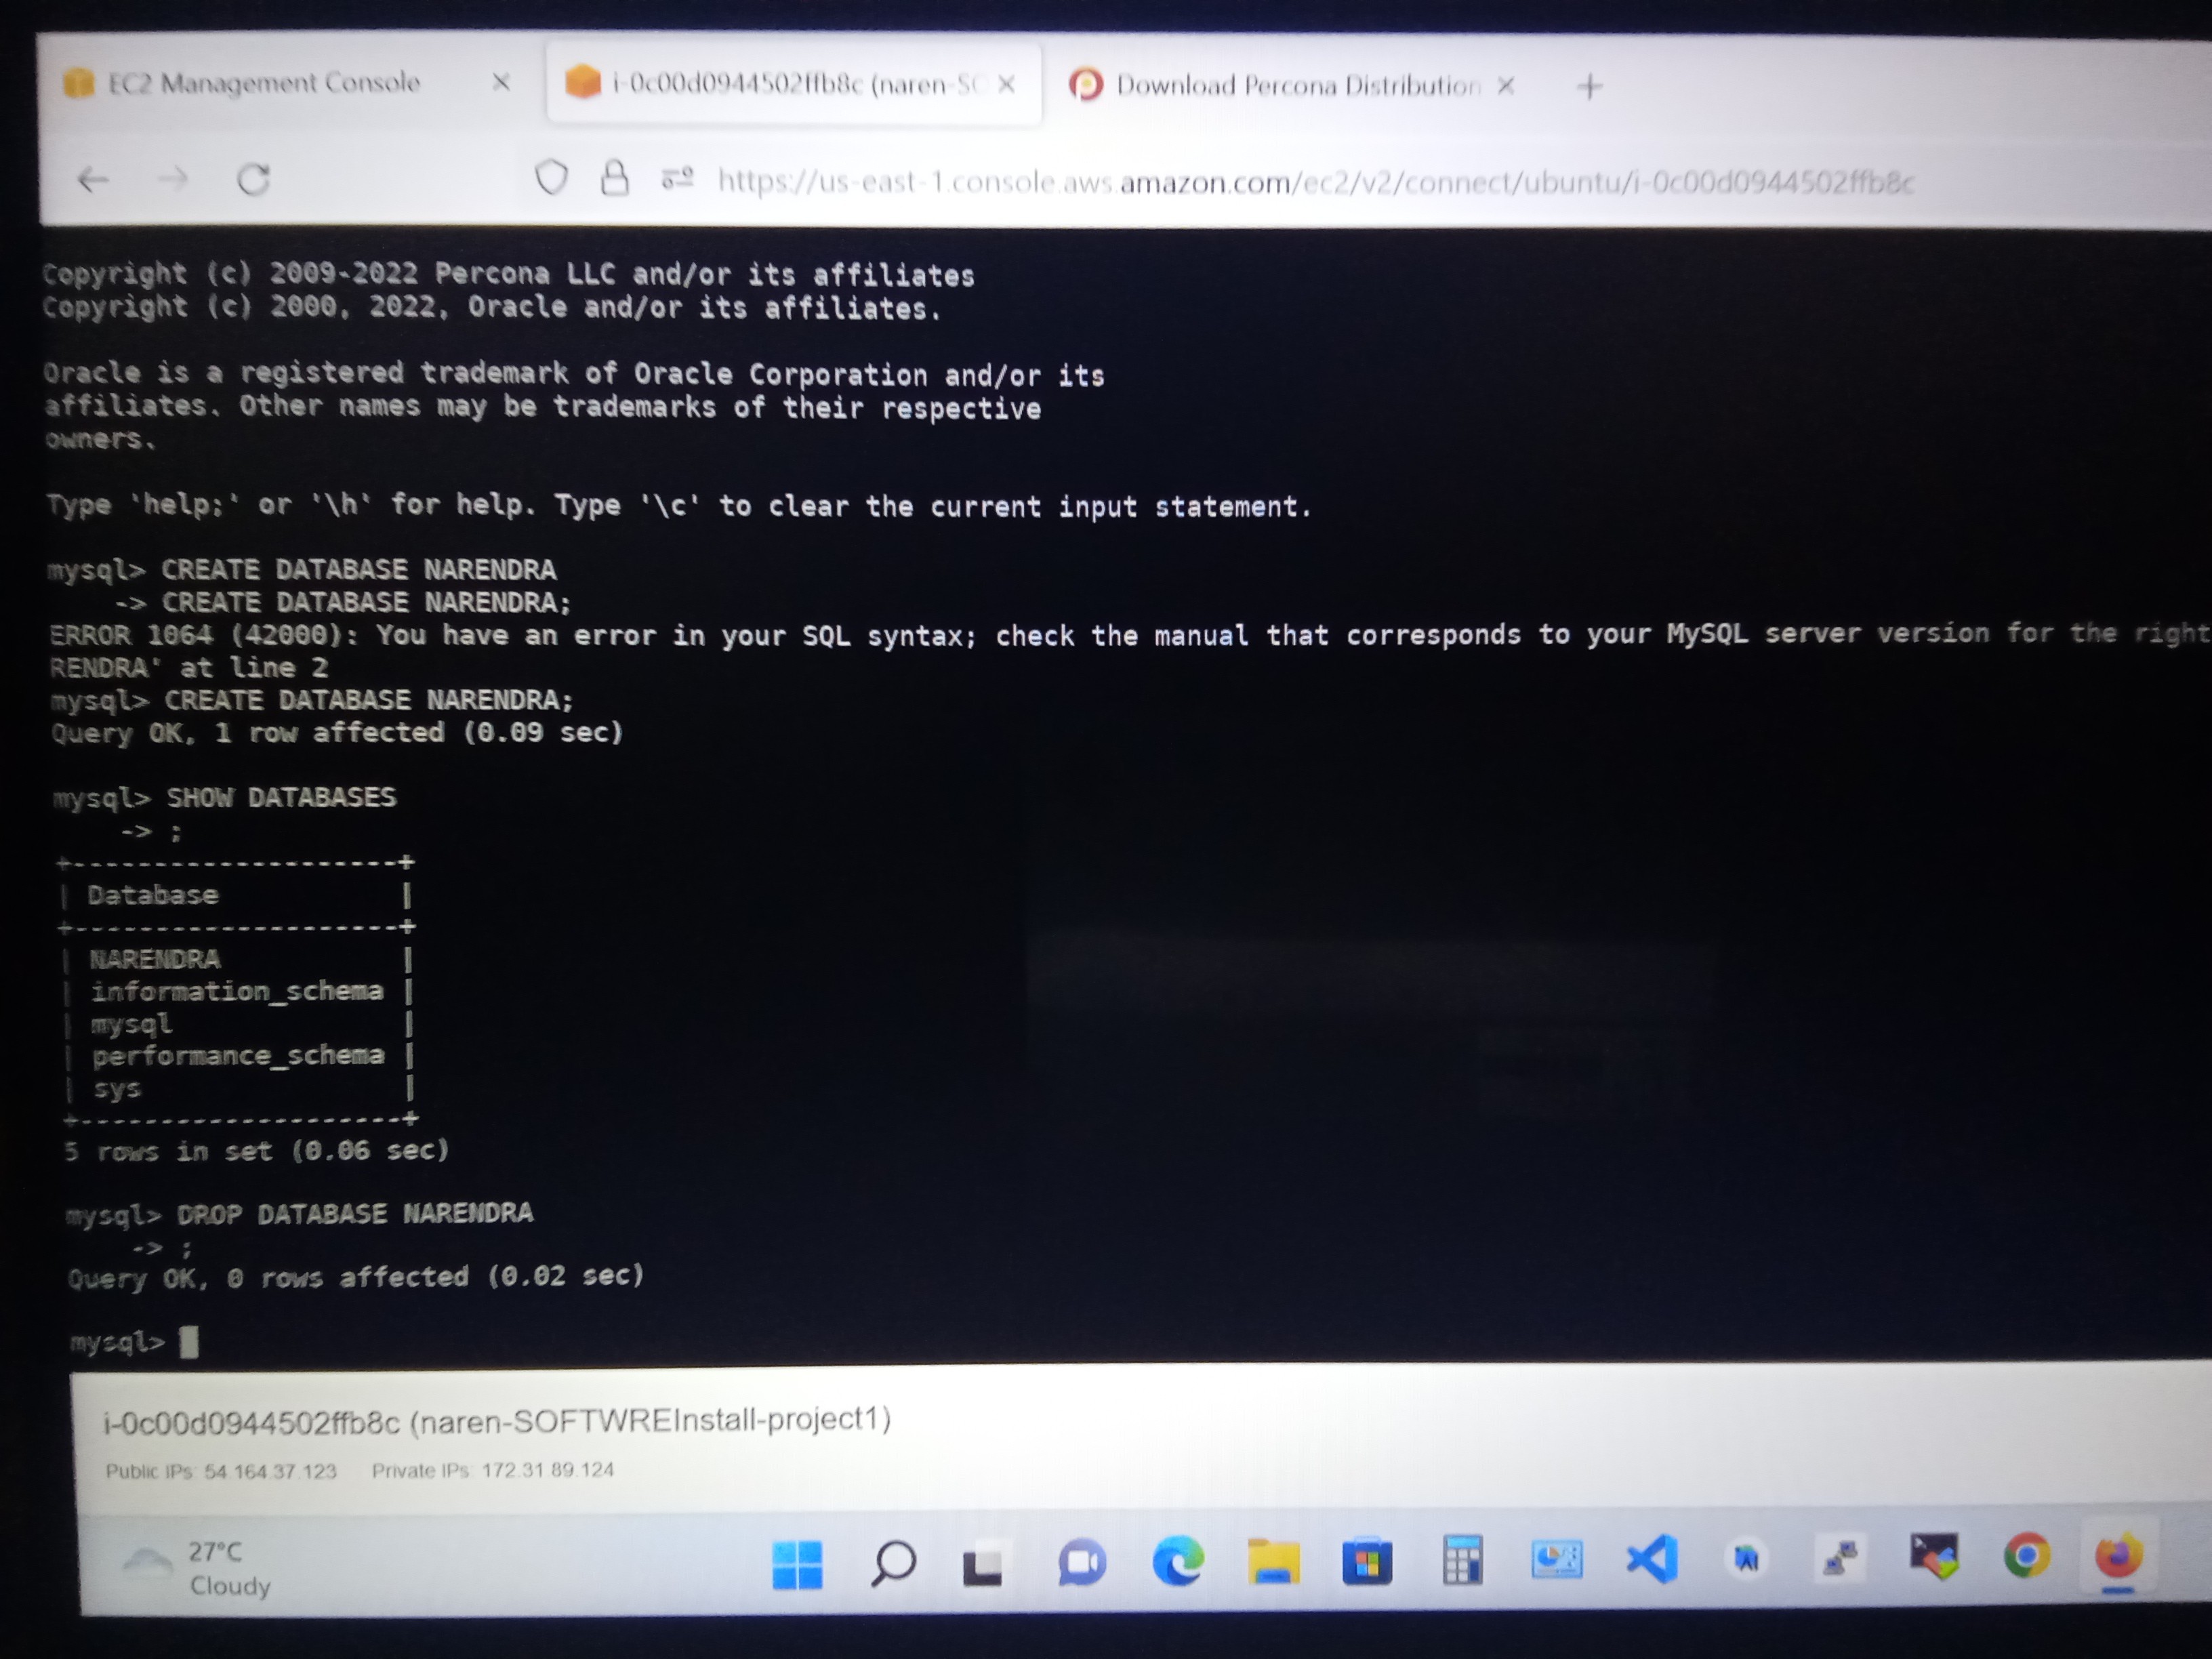 EC2 Management Console
i-0c00d0944502ffb8c (naren-SO
Download Percona Distribution
https://us-east-1.console.aws.amazon.com/ec2/v2/connect/ubuntu/i-0c00d0944502ffb8c
Copyright (c) 2009-2022 Percona LLC and/or its affiliates
Copyright (c) 2000, 2022, Oracle and/or its affiliates.
Oracle is a registered trademark of Oracle Corporation and/or its
affiliates. Other names may be trademarks of their respective
owners.
Type 'help;' or '\h' for help. Type '\c' to clear the current input statement.
mysql> CREATE DATABASE NARENDRA
    -> CREATE DATABASE NARENDRA;
ERROR 1064 (42000): You have an error in your SQL syntax; check the manual that corresponds to your MySQL server version for the right
RENDRA' at line 2
mysql> CREATE DATABASE NARENDRA;
Query OK, 1 row affected (0.09 sec)
mysql> SHOW DATABASES
    -> ;
+--------------------+
| Database           |
+--------------------+
| NARENDRA           |
| information_schema |
| mysql              |
| performance_schema |
| sys                |
+--------------------+
5 rows in set (0.06 sec)
mysql> DROP DATABASE NARENDRA
    -> ;
Query OK, 0 rows affected (0.02 sec)
mysql>
i-0c00d0944502ffb8c (naren-SOFTWREInstall-project1)
Public IPs: 54.164.37.123 Private IPs: 172.31.89.124
27°C
Cloudy